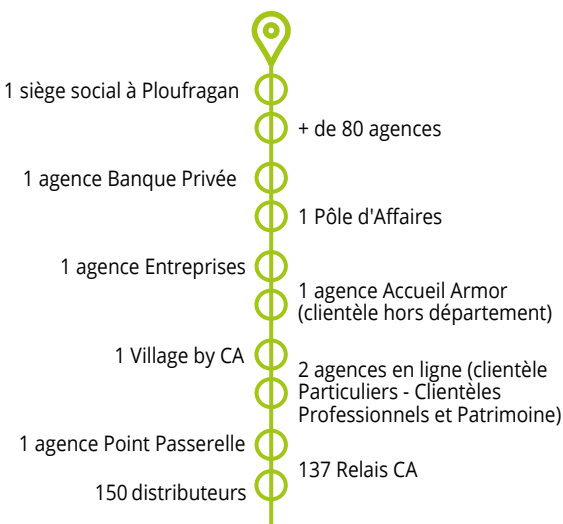 1 siège social à Ploufragan
+ de 80 agences
1 agence Banque Privée
1 Pôle d'Affaires
1 agence Entreprises
1 agence Accueil Armor
(clientèle hors département)
1 Village by CA
2 agences en ligne (clientèle
Particuliers - Clientèles
Professionnels et Patrimoine)
1 agence Point Passerelle
137 Relais CA
150 distributeurs